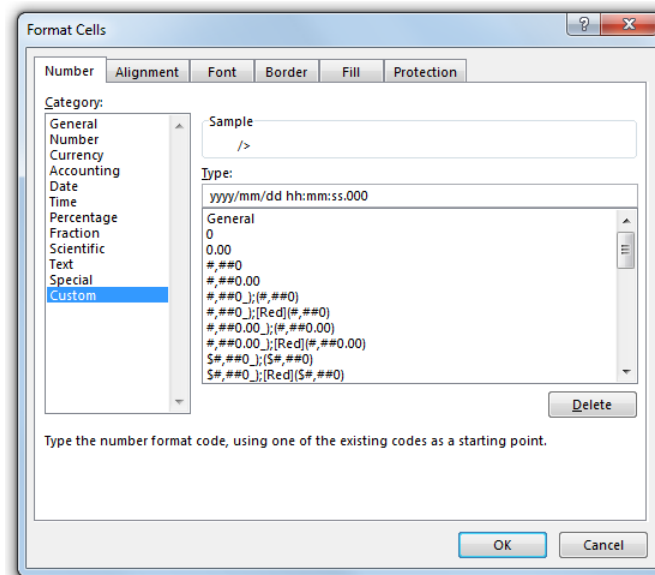 Format Cells
Number Alignment Font Border Fill Protection
Category:
General
Number
Currency
Accounting
Date
Time
Percentage
Fraction
Scientific
Text
Special
Custom
Sample
/>
Type:
yyyy/mm/dd hh:mm:ss.000
General
0
0.00
#,##0
#,##0.00
#,##0_);(#,##0)
#,##0_);[Red](#,##0)
#,##0.00_);(#,##0.00)
#,##0.00_);[Red](#,##0.00)
$#,##0_);($#,##0)
$#,##0_);[Red]($#,##0)
Delete
Type the number format code, using one of the existing codes as a starting point.
OK Cancel